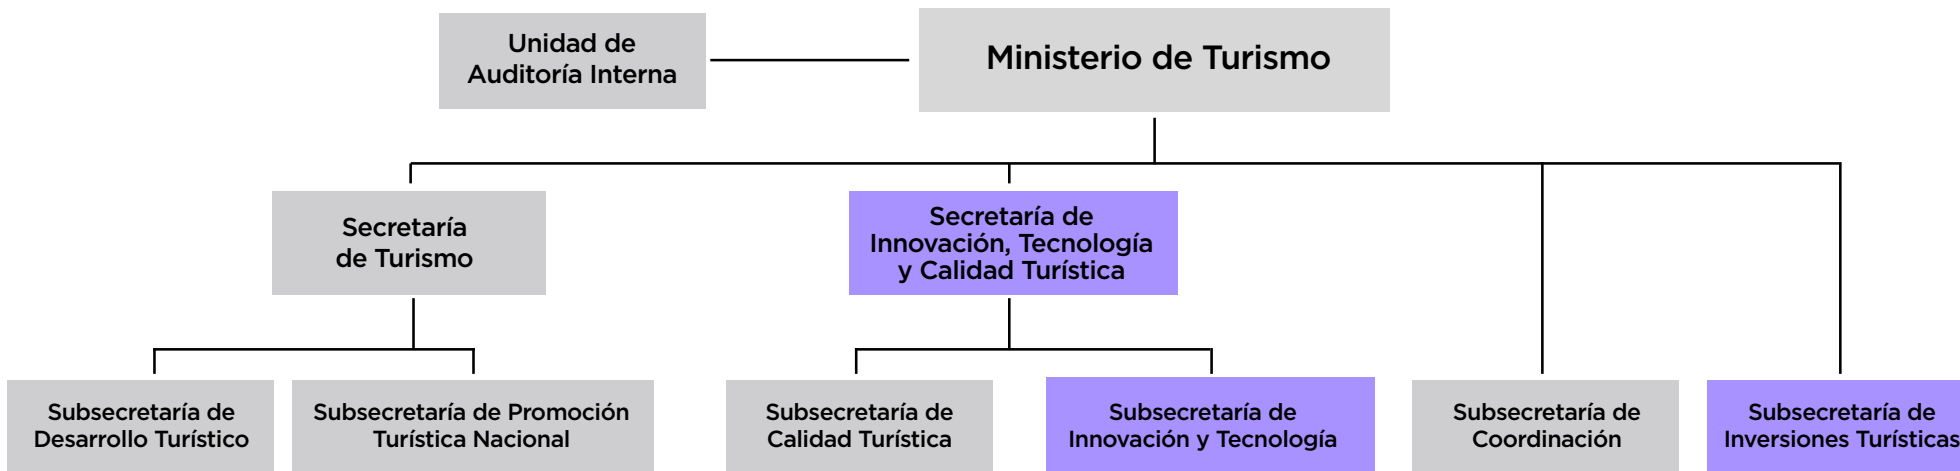 Unidad de
Auditoría Interna
Ministerio de Turismo
Secretaría
de Turismo
Secretaría de
Innovación, Tecnología
y Calidad Turística
Subsecretaría de
Desarrollo Turístico
Subsecretaría de Promoción
Turística Nacional
Subsecretaría de
Calidad Turística
Subsecretaría de
Innovación y Tecnología
Subsecretaría de
Coordinación
Subsecretaría de
Inversiones Turísticas